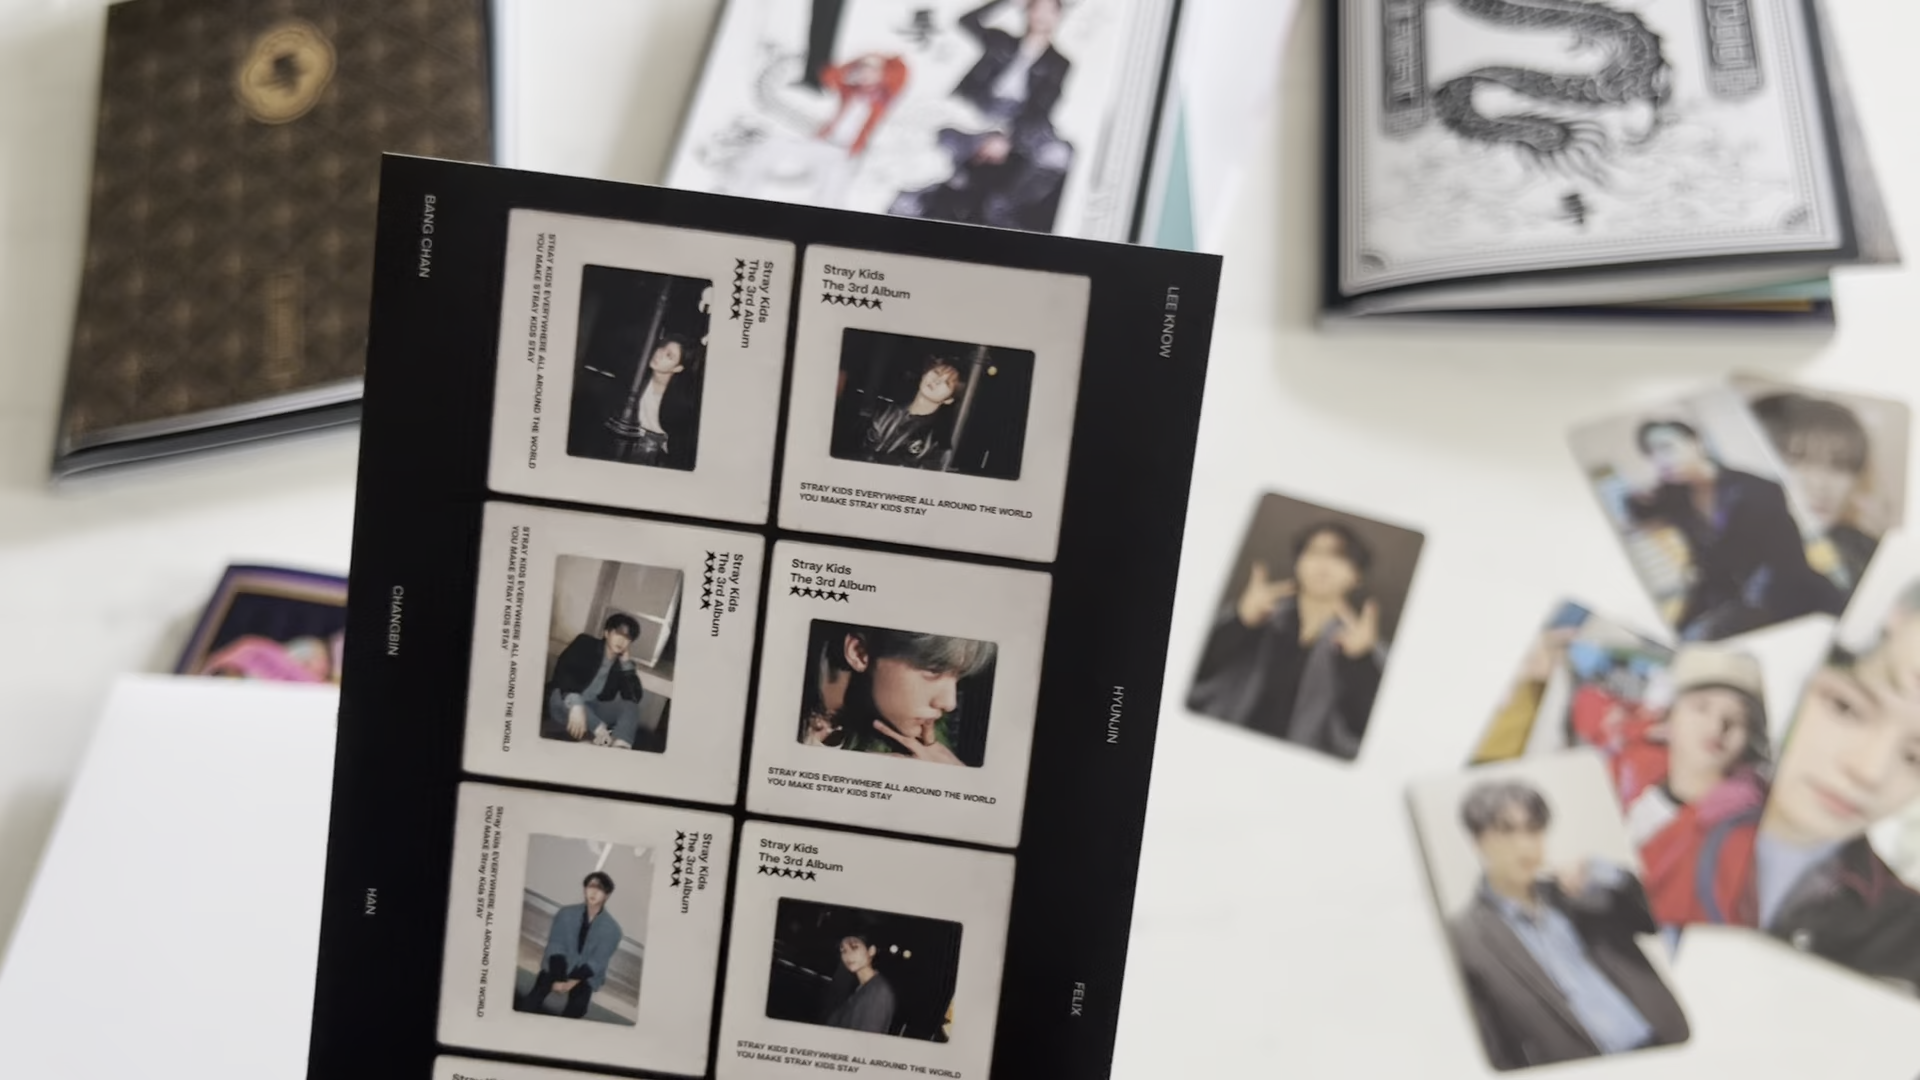 BANG CHAN
STRAY KIDS EVERYWHERE ALL AROUND THE WORLD
YOU MAKE STRAY KIDS STAY
Stray Kids
The 3rd Album
★★★★★
Stray Kids
The 3rd Album
★★★★★
STRAY KIDS EVERYWHERE ALL AROUND THE WORLD
YOU MAKE STRAY KIDS STAY
LEE KNOW
CHANGBIN
STRAY KIDS EVERYWHERE ALL AROUND THE WORLD
YOU MAKE STRAY KIDS STAY
Stray Kids
The 3rd Album
★★★★★
Stray Kids
The 3rd Album
★★★★★
STRAY KIDS EVERYWHERE ALL AROUND THE WORLD
YOU MAKE STRAY KIDS STAY
HYUNJIN
HAN
Stray Kids EVERYWHERE ALL AROUND THE WORLD
YOU MAKE Stray Kids STAY
Stray Kids
The 3rd Album
★★★★★
Stray Kids
The 3rd Album
★★★★★
STRAY KIDS EVERYWHERE ALL AROUND THE WORLD
YOU MAKE STRAY KIDS STAY
FELIX